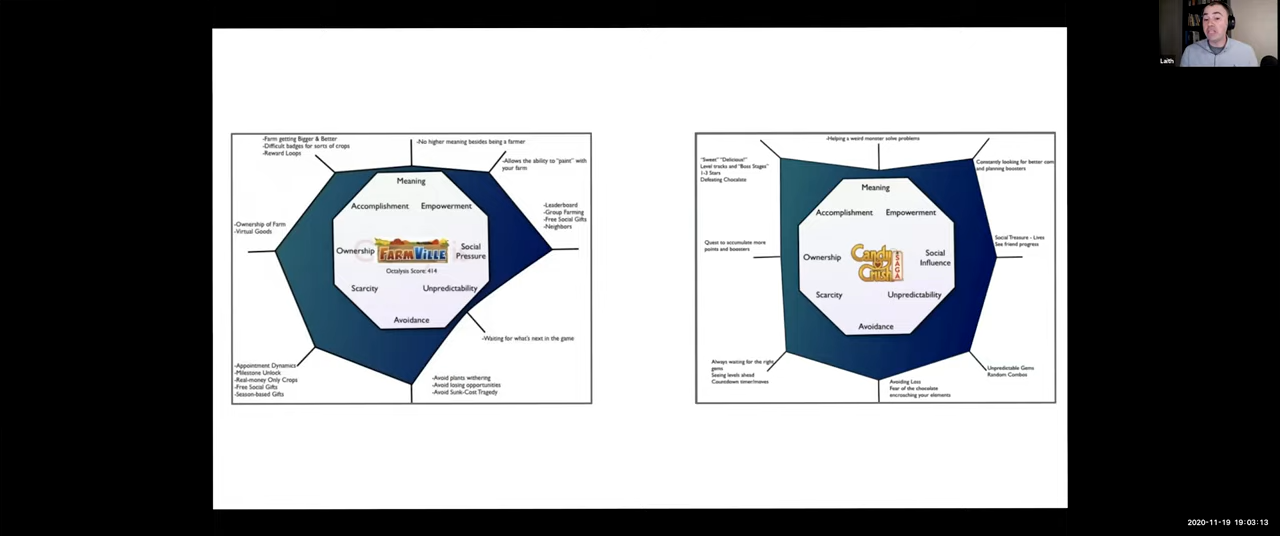 Laith
-Farm getting Bigger & Better
-Difficult badges for sorts of crops
-Reward Loops
-No higher meaning besides being a farmer
-Allows the ability to "paint" with
your farm
Meaning
Accomplishment
Empowerment
-Leaderboard
-Group Farming
-Free Social Gifts
-Neighbors
-Ownership of Farm
-Virtual Goods
Ownership
FARMVILLE
Social
Pressure
Octalysis Score: 414
Scarcity
Unpredictability
Avoidance
-Waiting for what's next in the game
-Appointment Dynamics
-Milestone Unlock
-Real-money Only Crops
-Free Social Gifts
-Season-based Gifts
-Avoid plants withering
-Avoid losing opportunities
-Avoid Sunk-Cost Tragedy
-Helping a weird monster solve problems
"Sweet" "Delicious!"
Level trucks and "Boss Stages"
1-3 Stars
Defeating Chocolate
Constantly looking for better com
and planning boosters
Meaning
Accomplishment
Empowerment
Quest to accumulate more
points and boosters
Ownership
Candy
Crush
SAGA
Social
Influence
Social Treasure - Lives
See friend progress
Scarcity
Unpredictability
Avoidance
Always waiting for the right
gems
Seeing levels ahead
Countdown timer/moves
Avoiding Loss
Fear of the chocolate
encroaching your elements
Unpredictable Gems
Random Combos
2020-11-19 19:03:13